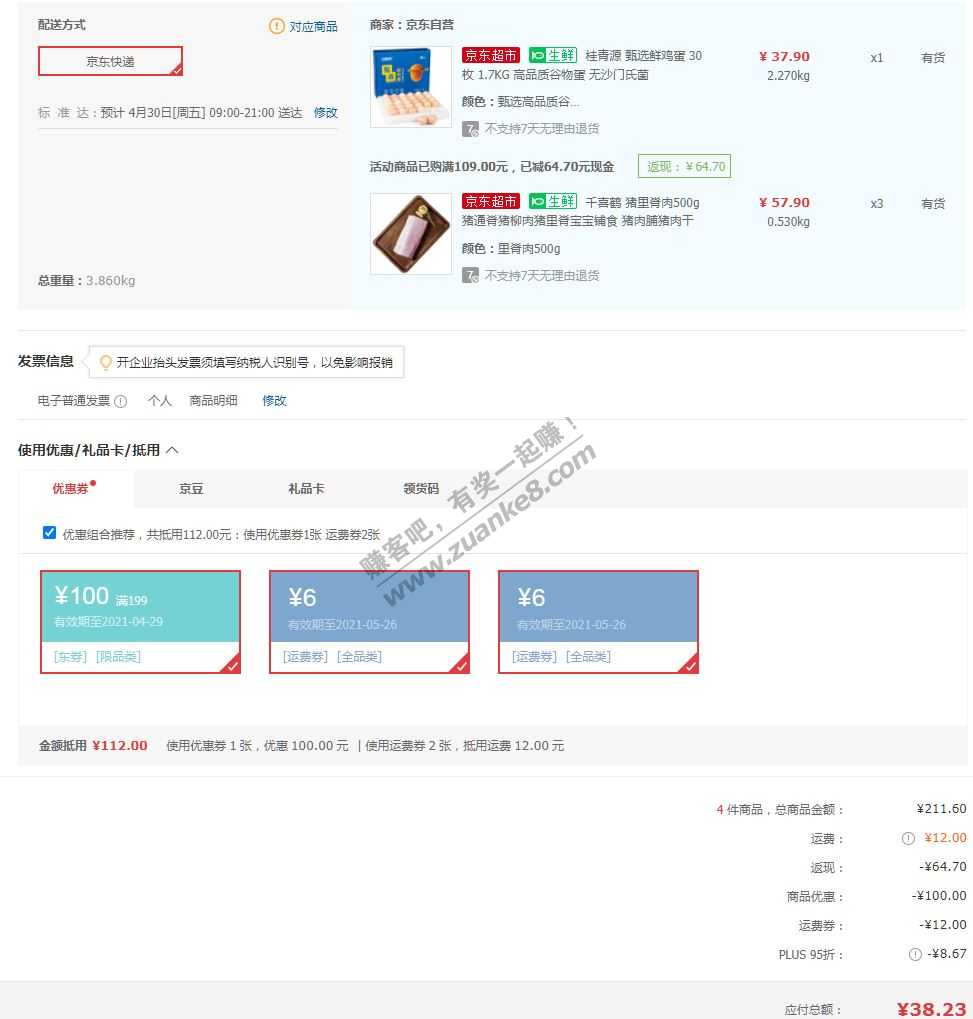 配送方式
对应商品
京东快递
标 准 达：预计 4月30日[周五] 09:00-21:00 送达 修改
总重量：3.860kg
商家：京东自营
京东超市 生鲜 桂青源 甄选鲜鸡蛋 30
枚 1.7KG 高品质谷物蛋 无沙门氏菌
¥ 37.90 x1 有货
2.270kg
颜色：甄选高品质谷...
7 不支持7天无理由退货
活动商品已购满109.00元，已减64.70元现金 返现：¥ 64.70
京东超市 生鲜 千喜鹤 猪里脊肉500g
猪通脊猪柳肉猪里脊宝宝辅食 猪肉脯猪肉干
¥ 57.90 x3 有货
0.530kg
颜色：里脊肉500g
7 不支持7天无理由退货
发票信息 开企业抬头发票须填写纳税人识别号，以免影响报销
电子普通发票 个人 商品明细 修改
使用优惠/礼品卡/抵用
优惠券 京豆 礼品卡 领货码
优惠组合推荐，共抵用112.00元：使用优惠券1张 运费券2张
¥100 满199
有效期至2021-04-29
[东券] [限品类]
¥6
有效期至2021-05-26
[运费券] [全品类]
¥6
有效期至2021-05-26
[运费券] [全品类]
赚客吧，有奖一起赚！
www.zuanke8.com
金额抵用 ¥112.00 使用优惠券 1 张，优惠 100.00 元 | 使用运费券 2 张，抵用运费 12.00 元
4 件商品，总商品金额： ¥211.60
运费： ¥12.00
返现： -¥64.70
商品优惠： -¥100.00
运费券： -¥12.00
PLUS 95折： -¥8.67
应付总额： ¥38.23